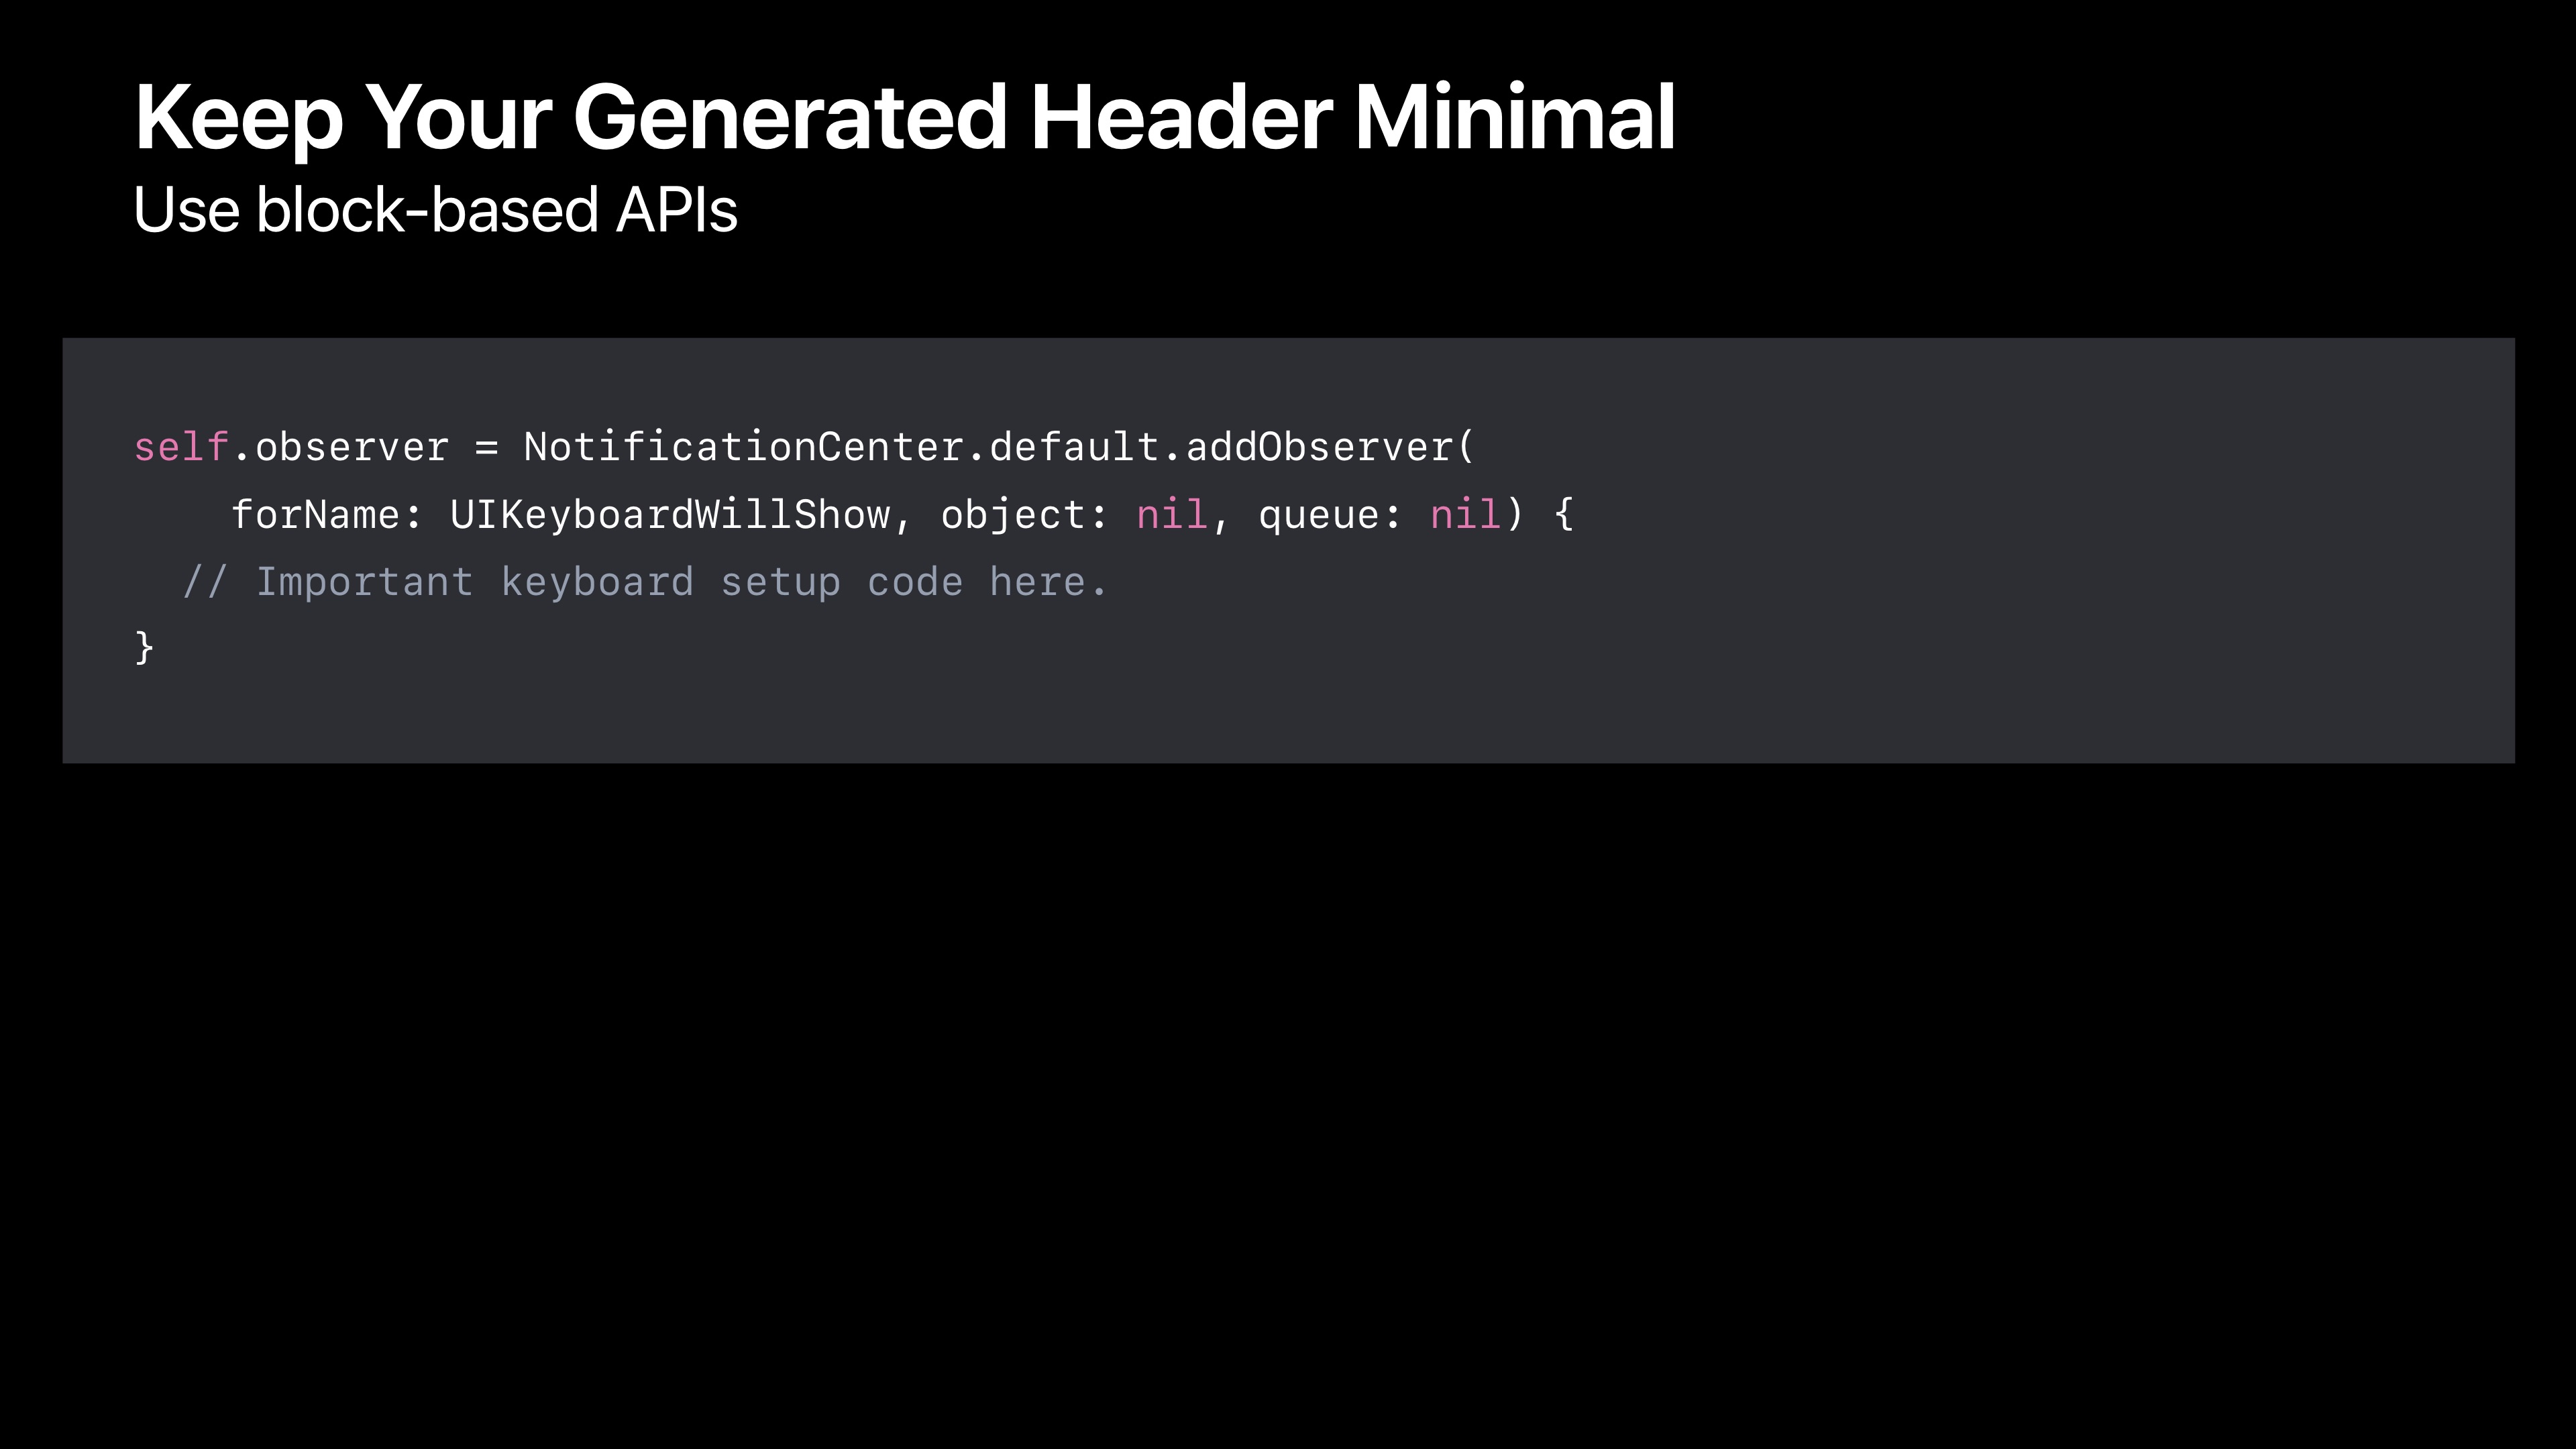 Keep Your Generated Header Minimal
Use block-based APIs
self.observer = NotificationCenter.default.addObserver(
    forName: UIKeyboardWillShow, object: nil, queue: nil) {
  // Important keyboard setup code here.
}